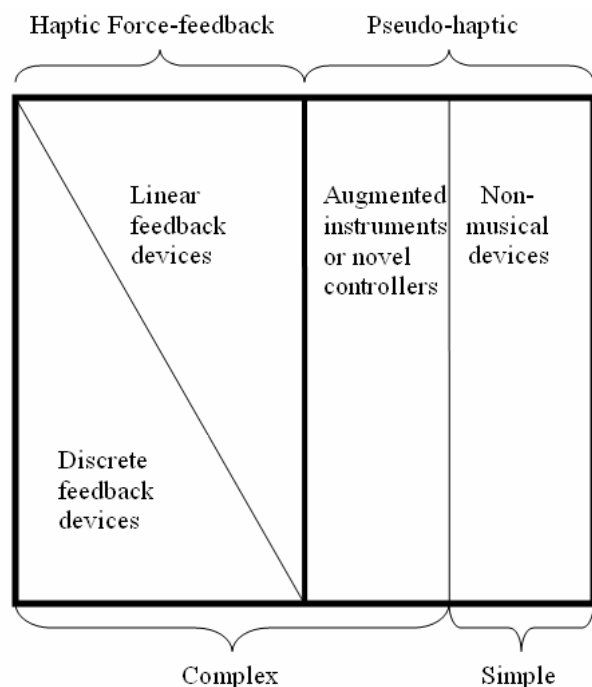 Haptic Force-feedback
Pseudo-haptic
Linear
feedback
devices
Augmented
instruments
or novel
controllers
Non-
musical
devices
Discrete
feedback
devices
Complex
Simple